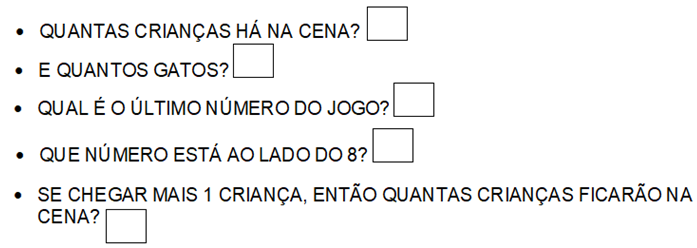 • QUANTAS CRIANÇAS HÁ NA CENA?
• E QUANTOS GATOS?
• QUAL É O ÚLTIMO NÚMERO DO JOGO?
• QUE NÚMERO ESTÁ AO LADO DO 8?
• SE CHEGAR MAIS 1 CRIANÇA, ENTÃO QUANTAS CRIANÇAS FICARÃO NA
CENA?